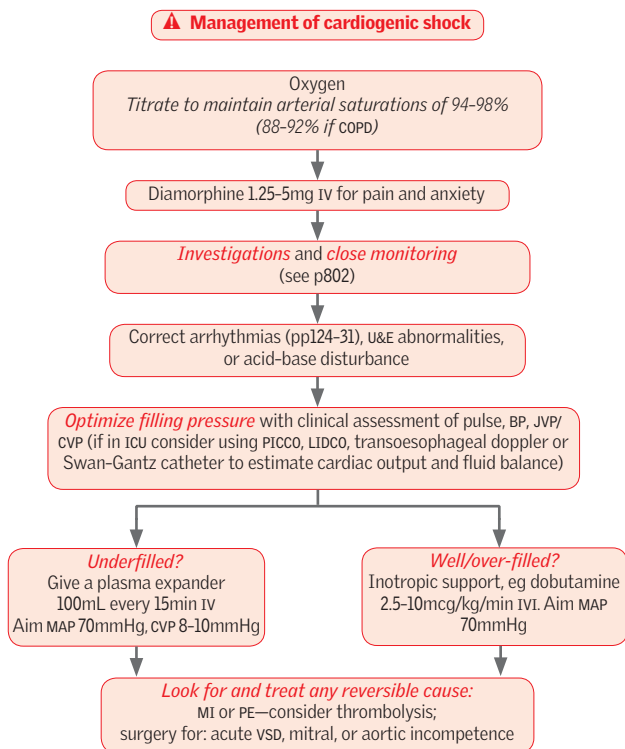 Management of cardiogenic shock
Oxygen
Titrate to maintain arterial saturations of 94–98%
(88–92% if COPD)
Diamorphine 1.25–5mg IV for pain and anxiety
Investigations and close monitoring
(see p802)
Correct arrhythmias (pp124–31), U&E abnormalities,
or acid-base disturbance
Optimize filling pressure with clinical assessment of pulse, BP, JVP/
CVP (if in ICU consider using PICCO, LIDCO, transoesophageal doppler or
Swan–Gantz catheter to estimate cardiac output and fluid balance)
Underfilled?
Give a plasma expander
100mL every 15min IV
Aim MAP 70mmHg, CVP 8–10mmHg
Well/over-filled?
Inotropic support, eg dobutamine
2.5–10mcg/kg/min IVI. Aim MAP
70mmHg
Look for and treat any reversible cause:
MI or PE—consider thrombolysis;
surgery for: acute VSD, mitral, or aortic incompetence